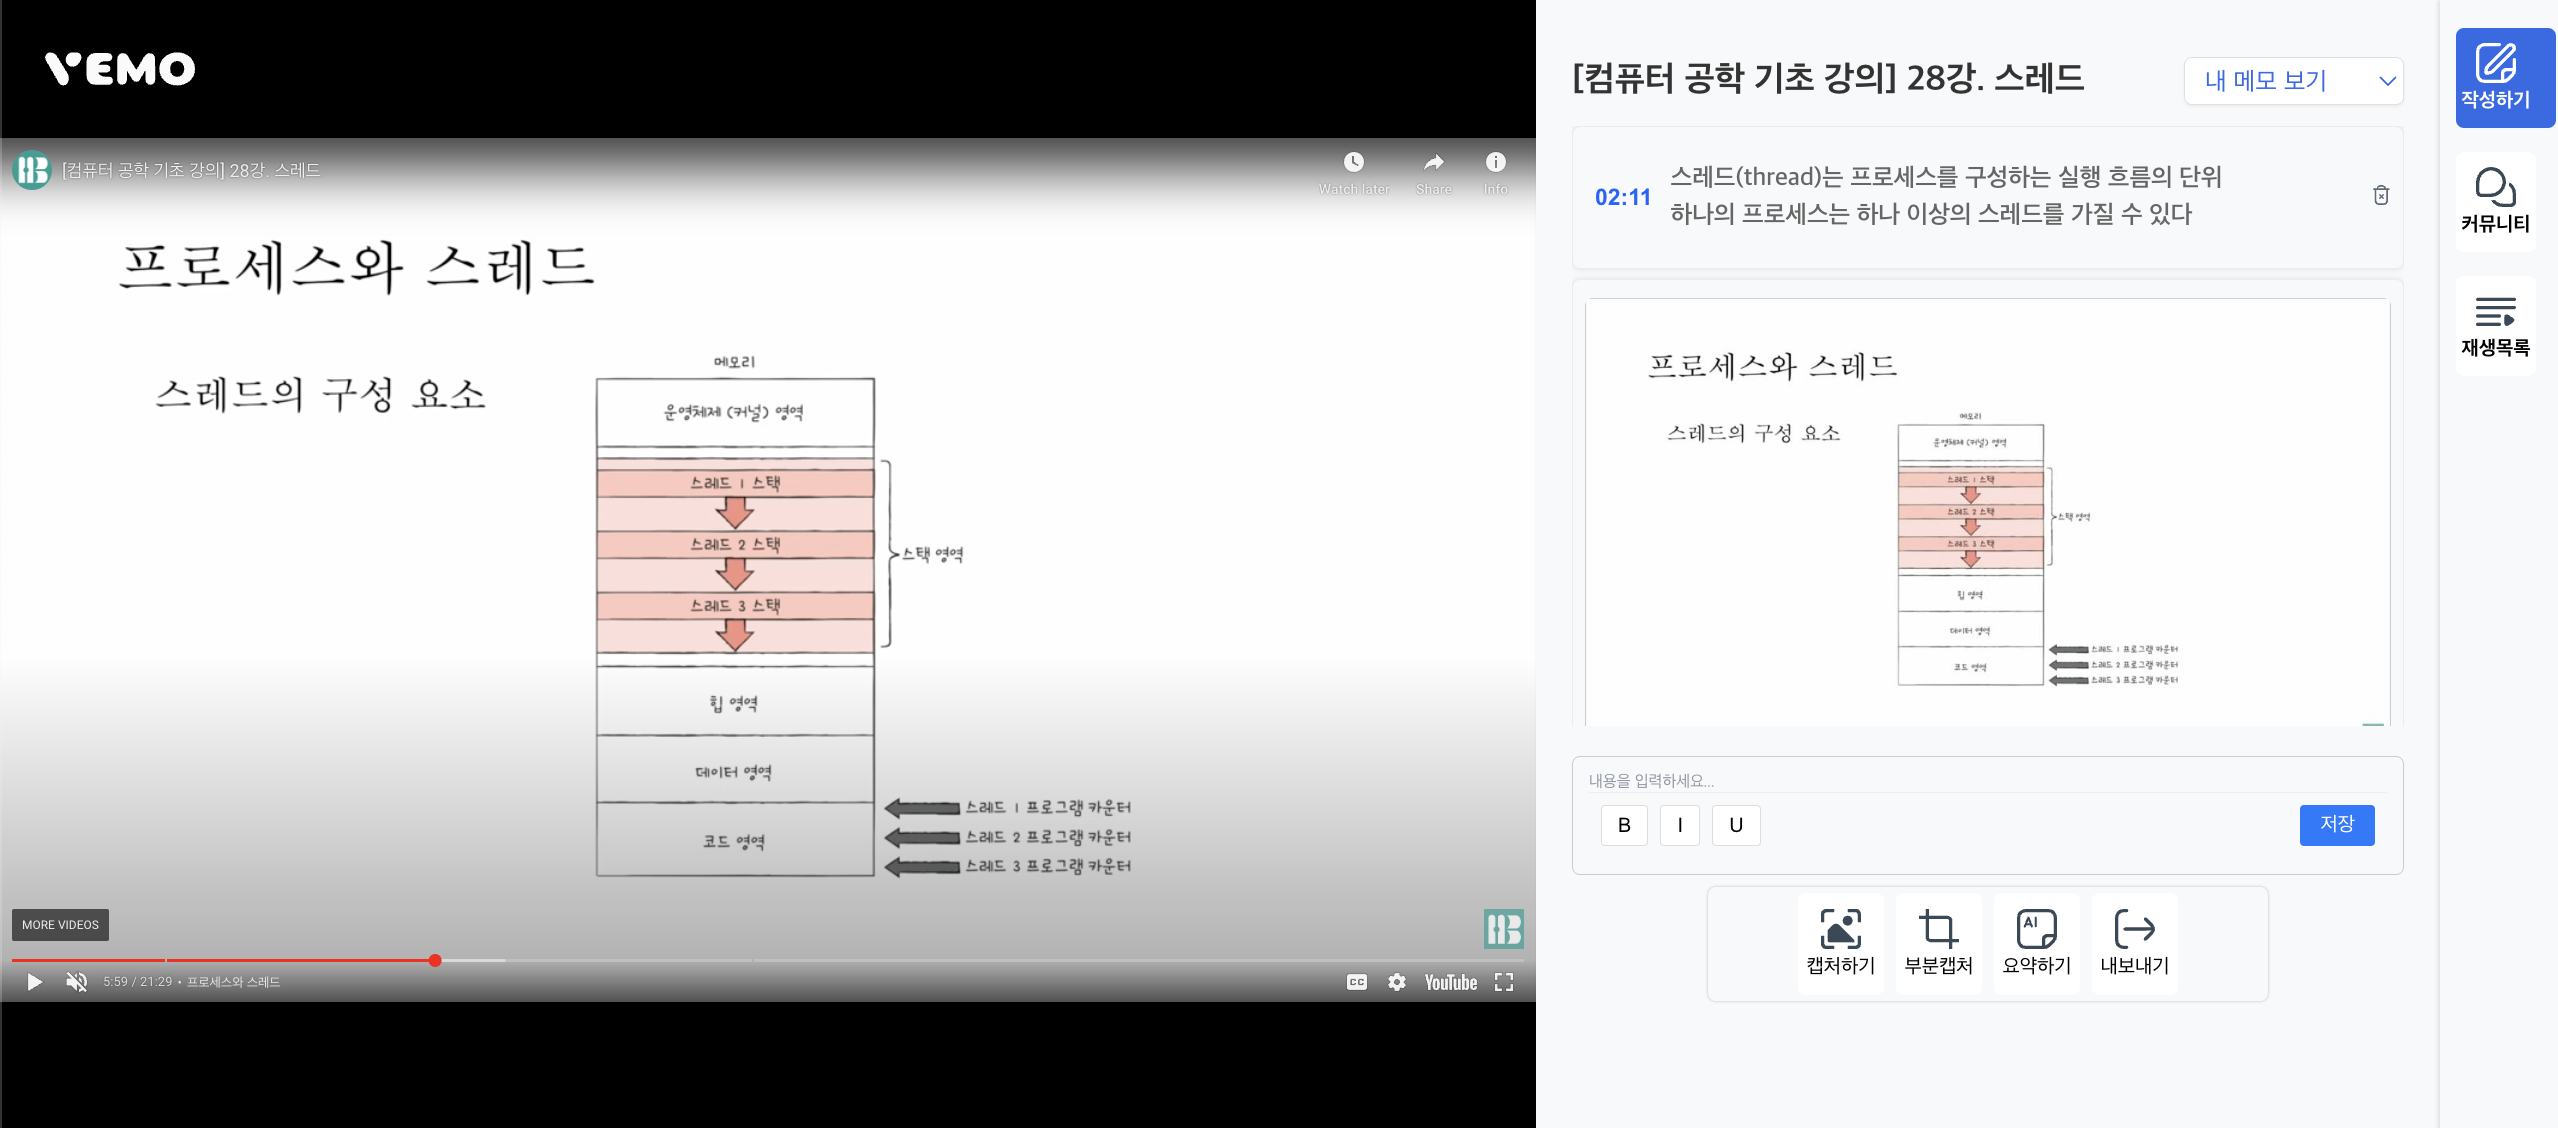 VEMO
[컴퓨터 공학 기초 강의] 28강. 스레드
Watch later
Share
Info
프로세스와 스레드
스레드의 구성 요소
메모리
운영체제 (커널) 영역
스레드 1 스택
스레드 2 스택
스레드 3 스택
스택 영역
힙 영역
데이터 영역
코드 영역
스레드 1 프로그램 카운터
스레드 2 프로그램 카운터
스레드 3 프로그램 카운터
MORE VIDEOS
HB
5:59 / 21:29 • 프로세스와 스레드
CC
YouTube
[컴퓨터 공학 기초 강의] 28강. 스레드
내 메모 보기
02:11
스레드(thread)는 프로세스를 구성하는 실행 흐름의 단위
하나의 프로세스는 하나 이상의 스레드를 가질 수 있다
프로세스와 스레드
스레드의 구성 요소
메모리
운영체제 (커널) 영역
스레드 1 스택
스레드 2 스택
스레드 3 스택
스택 영역
힙 영역
데이터 영역
코드 영역
스레드 1 프로그램 카운터
스레드 2 프로그램 카운터
스레드 3 프로그램 카운터
내용을 입력하세요...
B I U
저장
캡처하기
부분캡처
AI
요약하기
내보내기
작성하기
커뮤니티
재생목록